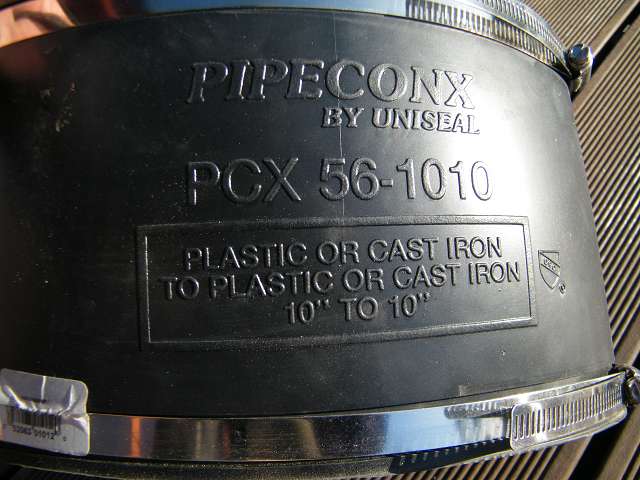 PIPECONX
BY UNISEAL
PCX 56-1010
PLASTIC OR CAST IRON
TO PLASTIC OR CAST IRON
10" TO 10"